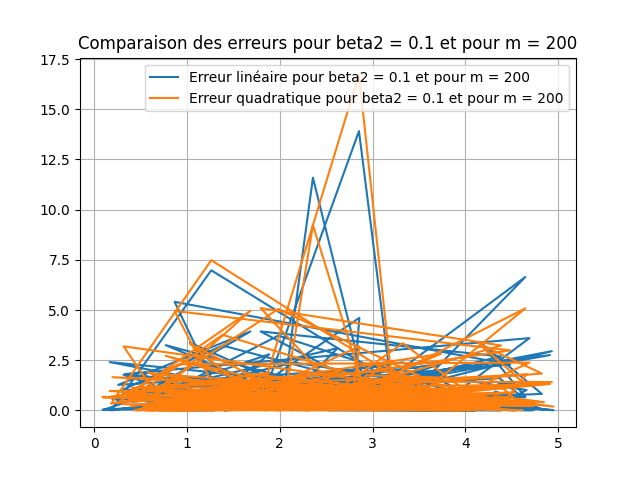 Comparaison des erreurs pour beta2 = 0.1 et pour m = 200
Erreur linéaire pour beta2 = 0.1 et pour m = 200
Erreur quadratique pour beta2 = 0.1 et pour m = 200
17.5
15.0
12.5
10.0
7.5
5.0
2.5
0.0
0 1 2 3 4 5